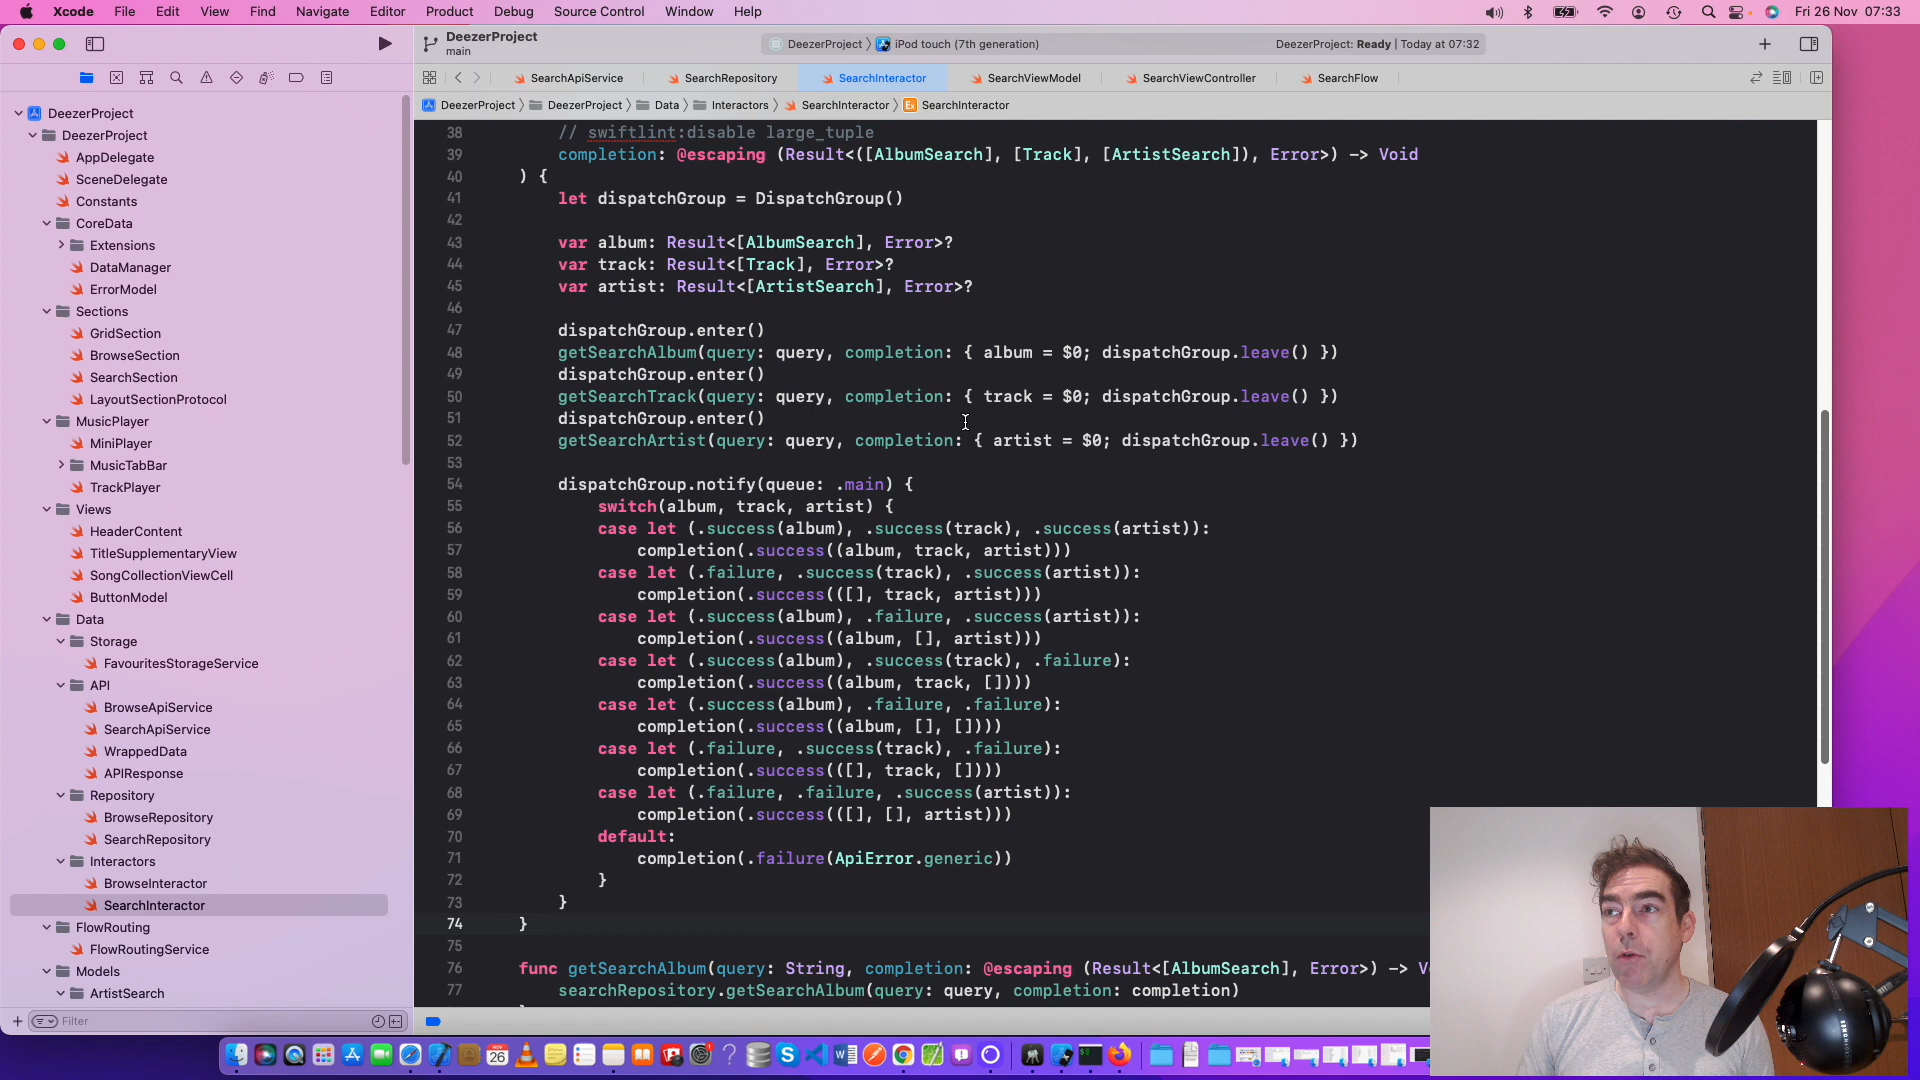 Xcode File Edit View Find Navigate Editor Product Debug Source Control Window Help Fri 26 Nov 07:33
DeezerProject
main
DeezerProject iPod touch (7th generation) DeezerProject: Ready | Today at 07:32
SearchApiService SearchRepository SearchInteractor SearchViewModel SearchViewController SearchFlow
DeezerProject DeezerProject Data Interactors SearchInteractor Ex SearchInteractor
DeezerProject
DeezerProject
AppDelegate
SceneDelegate
Constants
CoreData
Extensions
DataManager
ErrorModel
Sections
GridSection
BrowseSection
SearchSection
LayoutSectionProtocol
MusicPlayer
MiniPlayer
MusicTabBar
TrackPlayer
Views
HeaderContent
TitleSupplementaryView
SongCollectionViewCell
ButtonModel
Data
Storage
FavouritesStorageService
API
BrowseApiService
SearchApiService
WrappedData
APIResponse
Repository
BrowseRepository
SearchRepository
Interactors
BrowseInteractor
SearchInteractor
FlowRouting
FlowRoutingService
Models
ArtistSearch
Filter
38 // swiftlint:disable large_tuple
39 completion: @escaping (Result<([AlbumSearch], [Track], [ArtistSearch]), Error>) -> Void
40 ) {
41 let dispatchGroup = DispatchGroup()
42
43 var album: Result<[AlbumSearch], Error>?
44 var track: Result<[Track], Error>?
45 var artist: Result<[ArtistSearch], Error>?
46
47 dispatchGroup.enter()
48 getSearchAlbum(query: query, completion: { album = $0; dispatchGroup.leave() })
49 dispatchGroup.enter()
50 getSearchTrack(query: query, completion: { track = $0; dispatchGroup.leave() })
51 dispatchGroup.enter()
52 getSearchArtist(query: query, completion: { artist = $0; dispatchGroup.leave() })
53
54 dispatchGroup.notify(queue: .main) {
55 switch(album, track, artist) {
56 case let (.success(album), .success(track), .success(artist)):
57 completion(.success((album, track, artist)))
58 case let (.failure, .success(track), .success(artist)):
59 completion(.success(([], track, artist)))
60 case let (.success(album), .failure, .success(artist)):
61 completion(.success((album, [], artist)))
62 case let (.success(album), .success(track), .failure):
63 completion(.success((album, track, [])))
64 case let (.success(album), .failure, .failure):
65 completion(.success((album, [], [])))
66 case let (.failure, .success(track), .failure):
67 completion(.success(([], track, [])))
68 case let (.failure, .failure, .success(artist)):
69 completion(.success(([], [], artist)))
70 default:
71 completion(.failure(ApiError.generic))
72 }
73 }
74 }
75
76 func getSearchAlbum(query: String, completion: @escaping (Result<[AlbumSearch], Error>) -> V
77 searchRepository.getSearchAlbum(query: query, completion: completion)
NOV
26